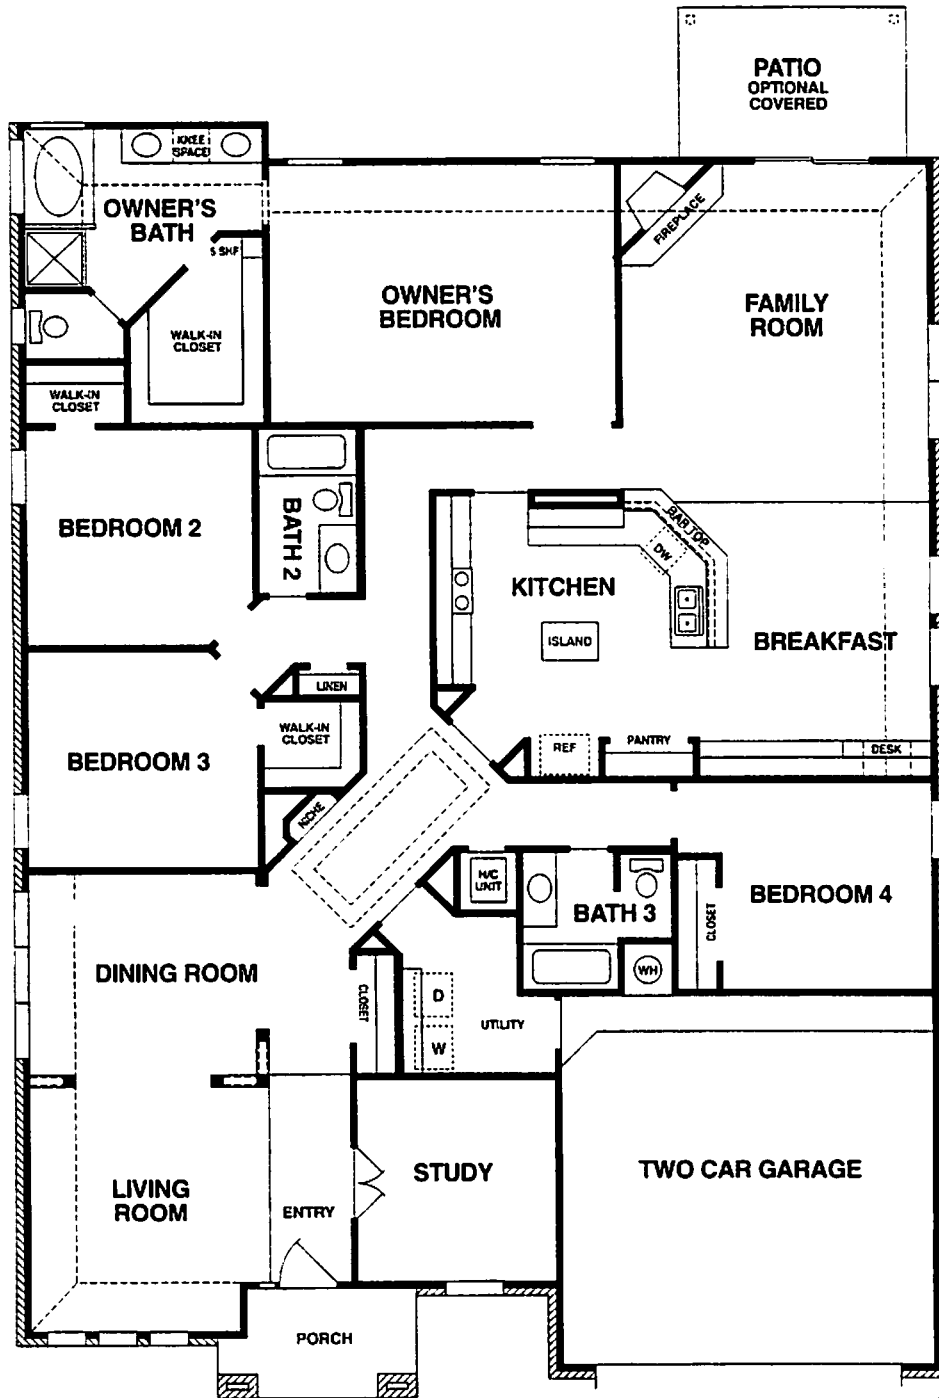 PATIO
OPTIONAL
COVERED
KNEE
SPACE
OWNER'S
BATH
5 SHF
WALK-IN
CLOSET
WALK-IN
CLOSET
OWNER'S
BEDROOM
FIREPLACE
FAMILY
ROOM
BEDROOM 2
BATH 2
BAR TOP
DW
KITCHEN
ISLAND
BREAKFAST
LINEN
WALK-IN
CLOSET
BEDROOM 3
NICHE
REF
PANTRY
DESK
H/C
UNIT
BATH 3
CLOSET
BEDROOM 4
WH
DINING ROOM
CLOSET
D
W
UTILITY
LIVING
ROOM
ENTRY
STUDY
TWO CAR GARAGE
PORCH